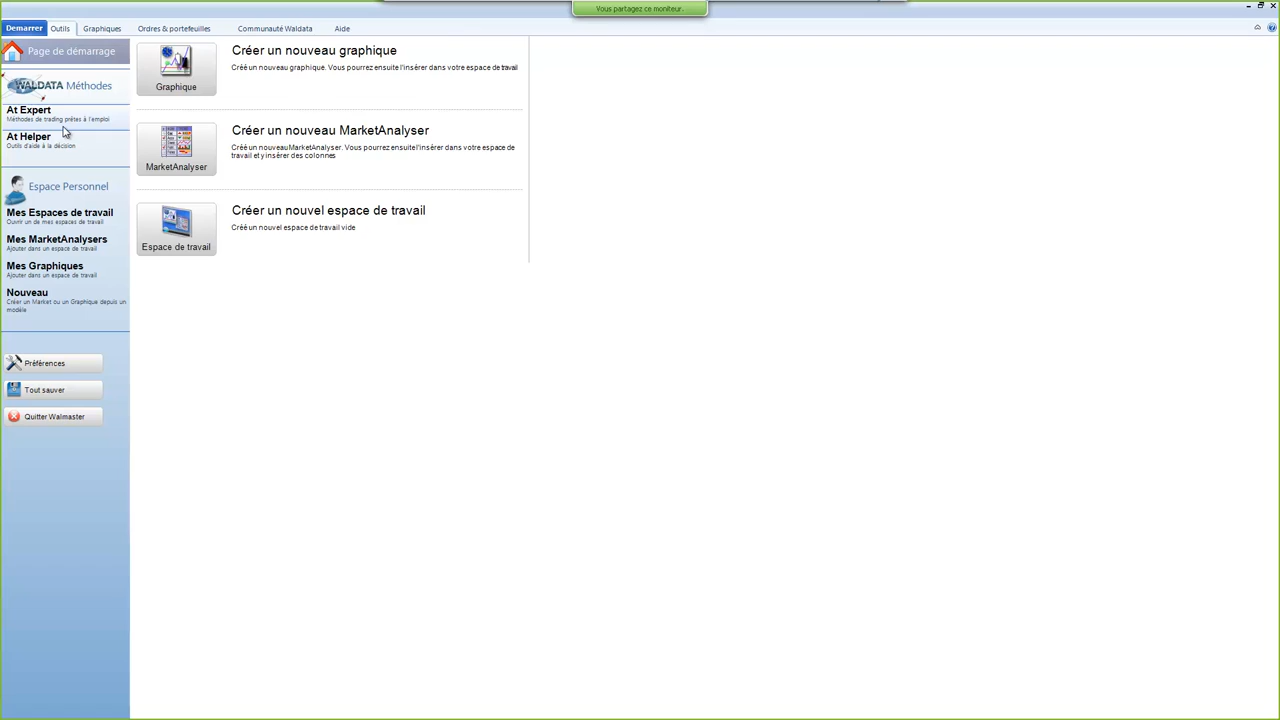 Vous partagez ce moniteur.
Demarrer Outils Graphiques Ordres & portefeuilles Communauté Waldata Aide
Page de démarrage
WALDATA Méthodes
At Expert
Méthodes de trading prêtes à l'emploi
At Helper
Outils d'aide à la décision
Espace Personnel
Mes Espaces de travail
Ouvrir un de mes espaces de travail
Mes MarketAnalysers
Ajouter dans un espace de travail
Mes Graphiques
Ajouter dans un espace de travail
Nouveau
Créer un Market ou un Graphique depuis un
modèle
Préférences
Tout sauver
Quitter Walmaster
Graphique
Créer un nouveau graphique
Créé un nouveau graphique. Vous pourrez ensuite l'insérer dans votre espace de travail
MarketAnalyser
Créer un nouveau MarketAnalyser
Créé un nouveau MarketAnalyser. Vous pourrez ensuite l'insérer dans votre espace de
travail et y insérer des colonnes
Espace de travail
Créer un nouvel espace de travail
Créé un nouvel espace de travail vide